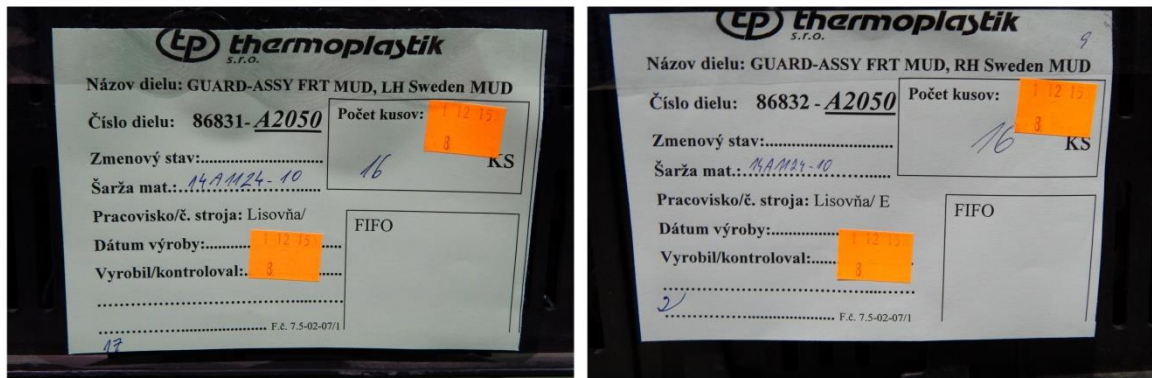 tp thermoplastik
s.r.o.
Názov dielu: GUARD-ASSY FRT MUD, LH Sweden MUD
Číslo dielu: 86831-A2050
Počet kusov:
1 12 15
8
16
KS
Zmenový stav:..........................
Šarža mat.:14A1124-10
Pracovisko/č. stroja: Lisovňa/
FIFO
Dátum výroby:..........................
1 12 15
8
Vyrobil/kontroloval:....................
F.č. 7.5-02-07/1
17
tp thermoplastik
s.r.o.
9
Názov dielu: GUARD-ASSY FRT MUD, RH Sweden MUD
Číslo dielu: 86832 - A2050
Počet kusov:
1 12 15
8
16
KS
Zmenový stav:..........................
Šarža mat.:14A1124-10
Pracovisko/č. stroja: Lisovňa/ E
FIFO
Dátum výroby:..........................
1 12 15
8
Vyrobil/kontroloval:....................
2
F.č. 7.5-02-07/1